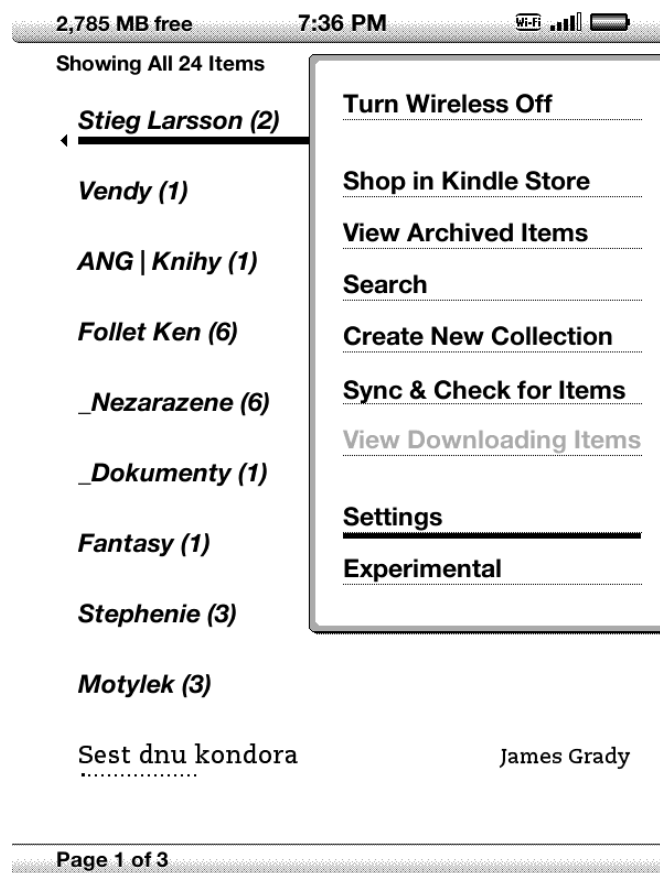 2,785 MB free 7:36 PM Wi-Fi
Showing All 24 Items
Stieg Larsson (2)
Vendy (1)
ANG | Knihy (1)
Follet Ken (6)
_Nezarazene (6)
_Dokumenty (1)
Fantasy (1)
Stephenie (3)
Motylek (3)
Sest dnu kondora James Grady
Turn Wireless Off
Shop in Kindle Store
View Archived Items
Search
Create New Collection
Sync & Check for Items
View Downloading Items
Settings
Experimental
Page 1 of 3